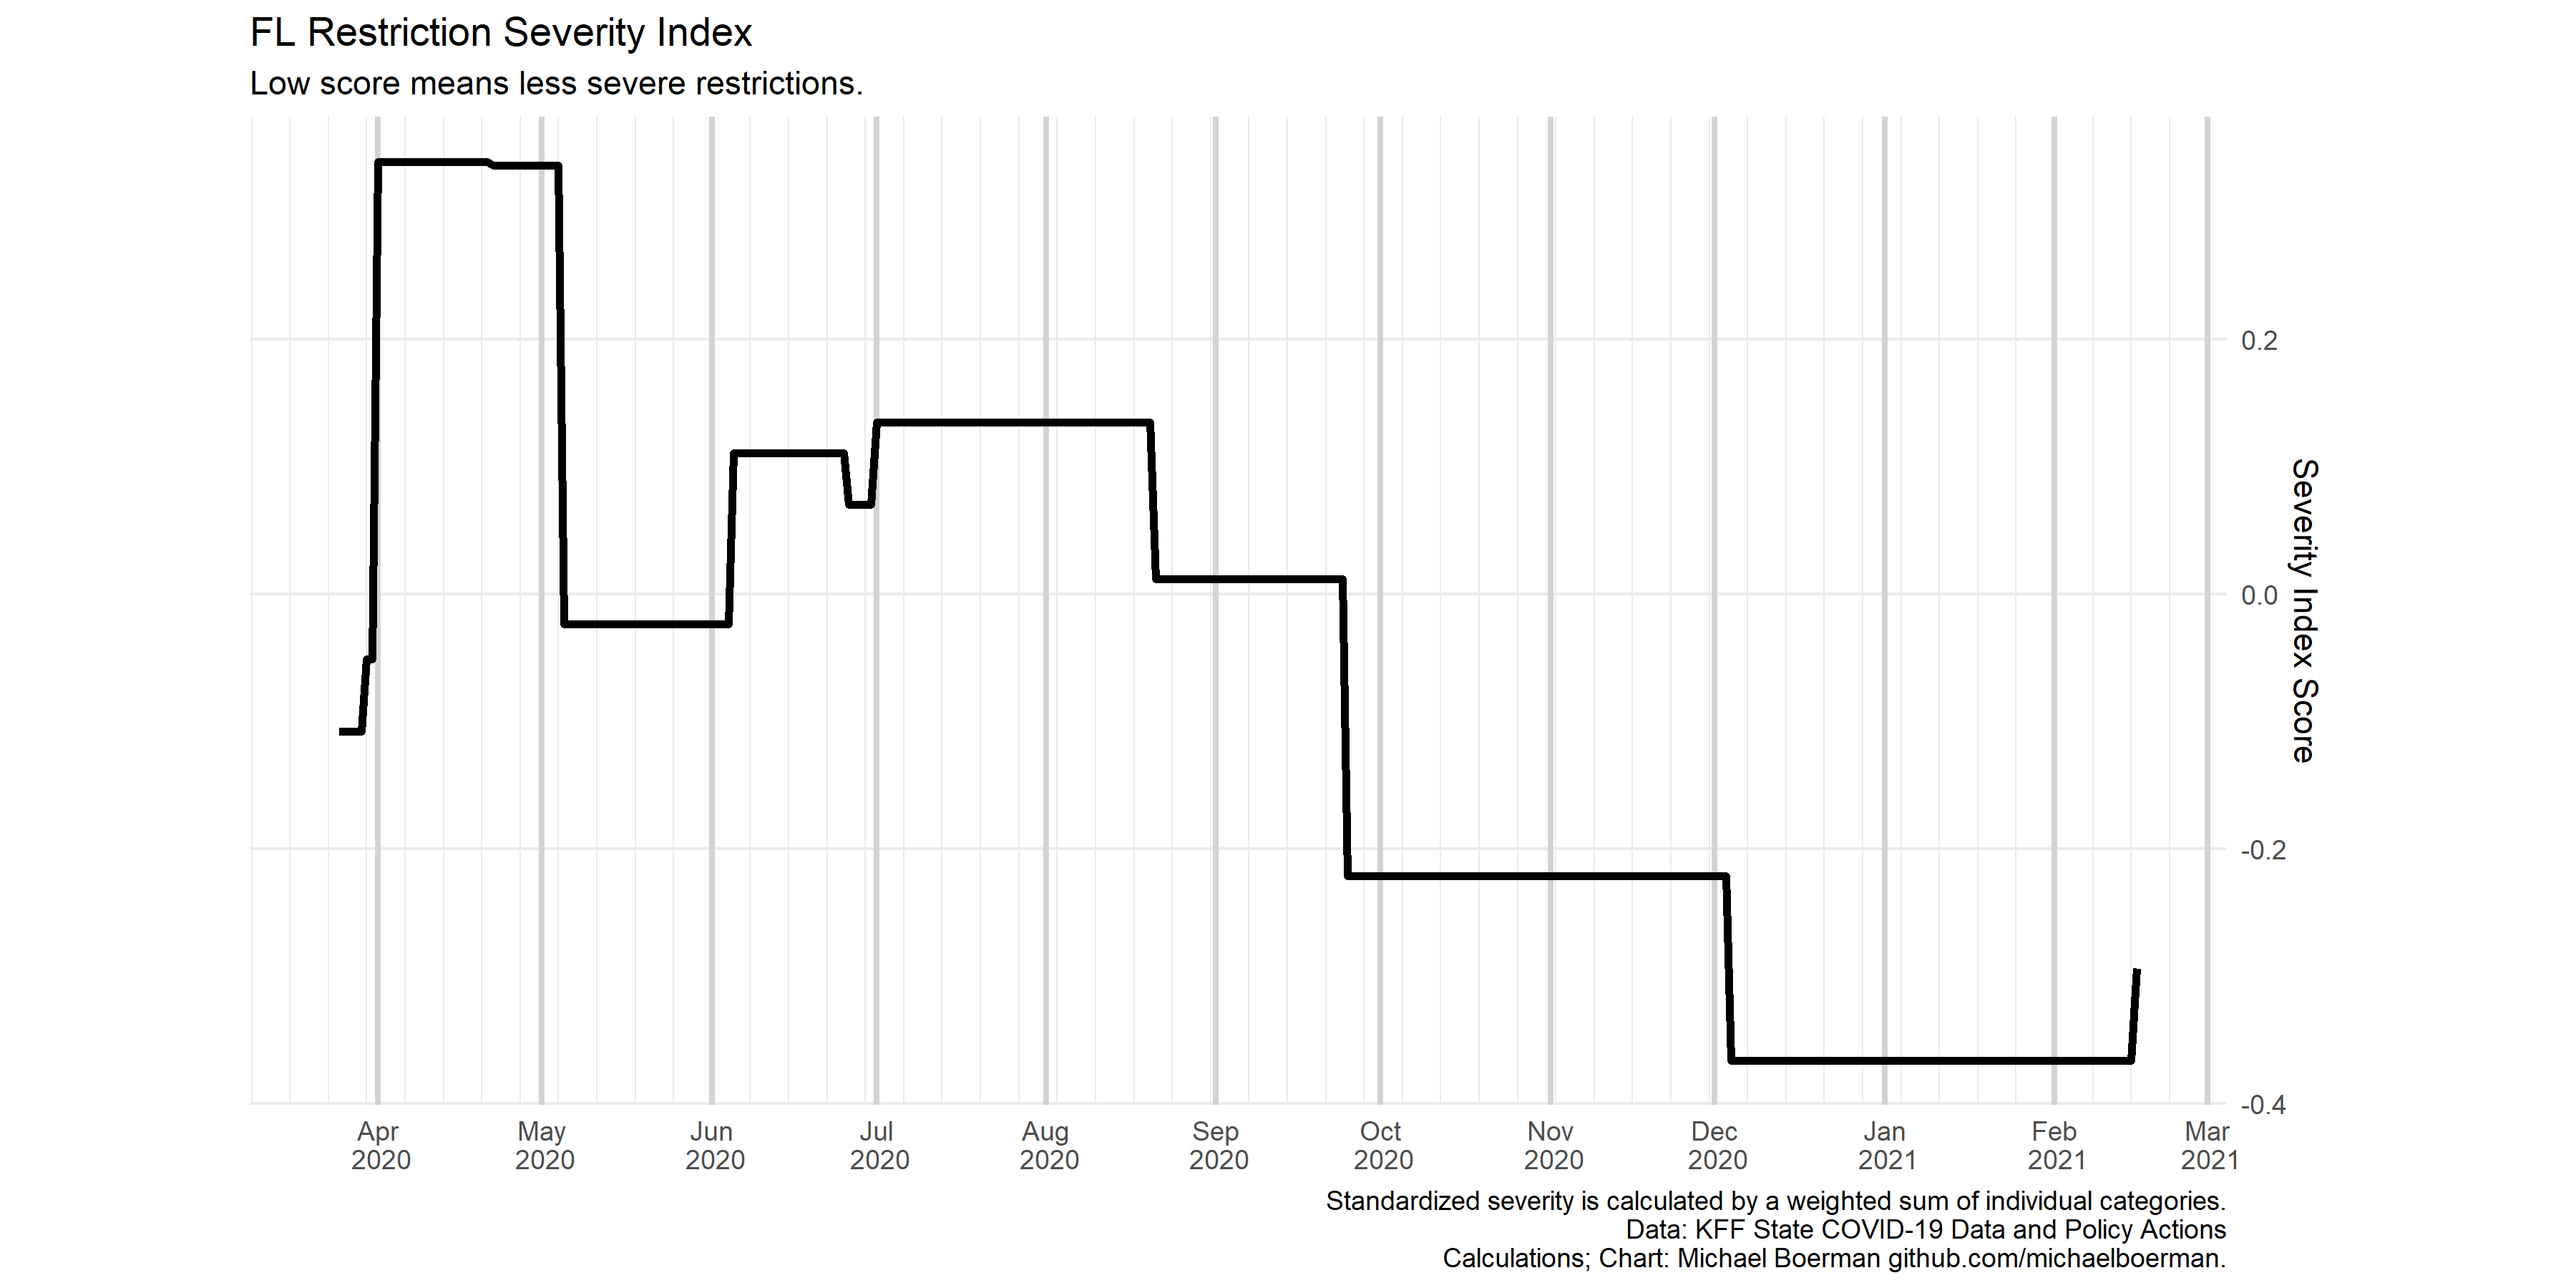 FL Restriction Severity Index
Low score means less severe restrictions.
0.2
0.0
-0.2
-0.4
Severity Index Score
Apr May Jun Jul Aug Sep Oct Nov Dec Jan Feb Mar
2020 2020 2020 2020 2020 2020 2020 2020 2020 2021 2021 2021
Standardized severity is calculated by a weighted sum of individual categories.
Data: KFF State COVID-19 Data and Policy Actions
Calculations; Chart: Michael Boerman github.com/michaelboerman.